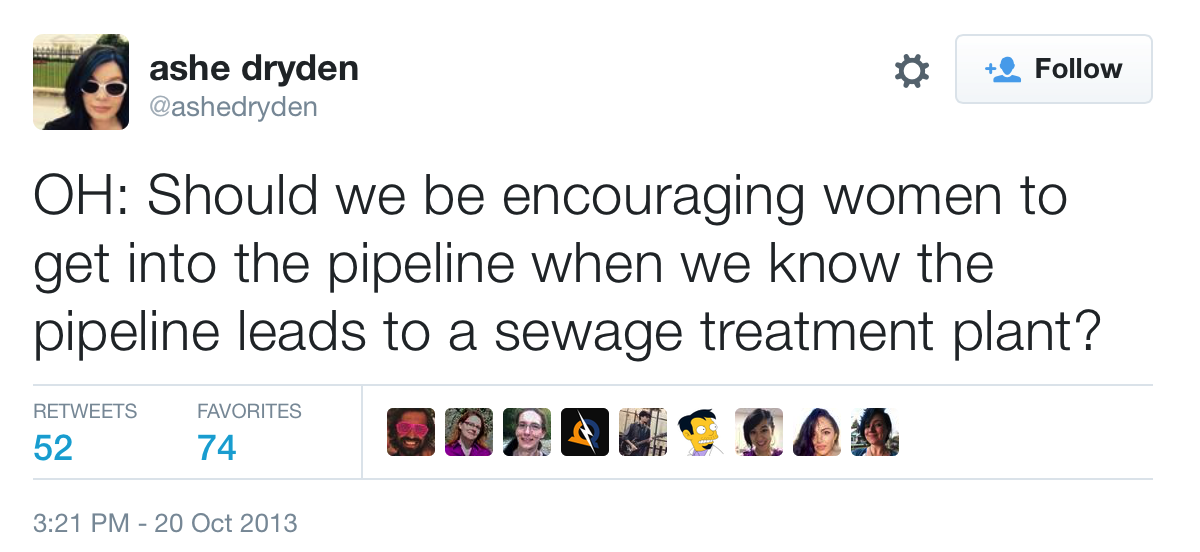 ashe dryden
@ashedryden
Follow
OH: Should we be encouraging women to
get into the pipeline when we know the
pipeline leads to a sewage treatment plant?
RETWEETS FAVORITES
52 74
3:21 PM - 20 Oct 2013